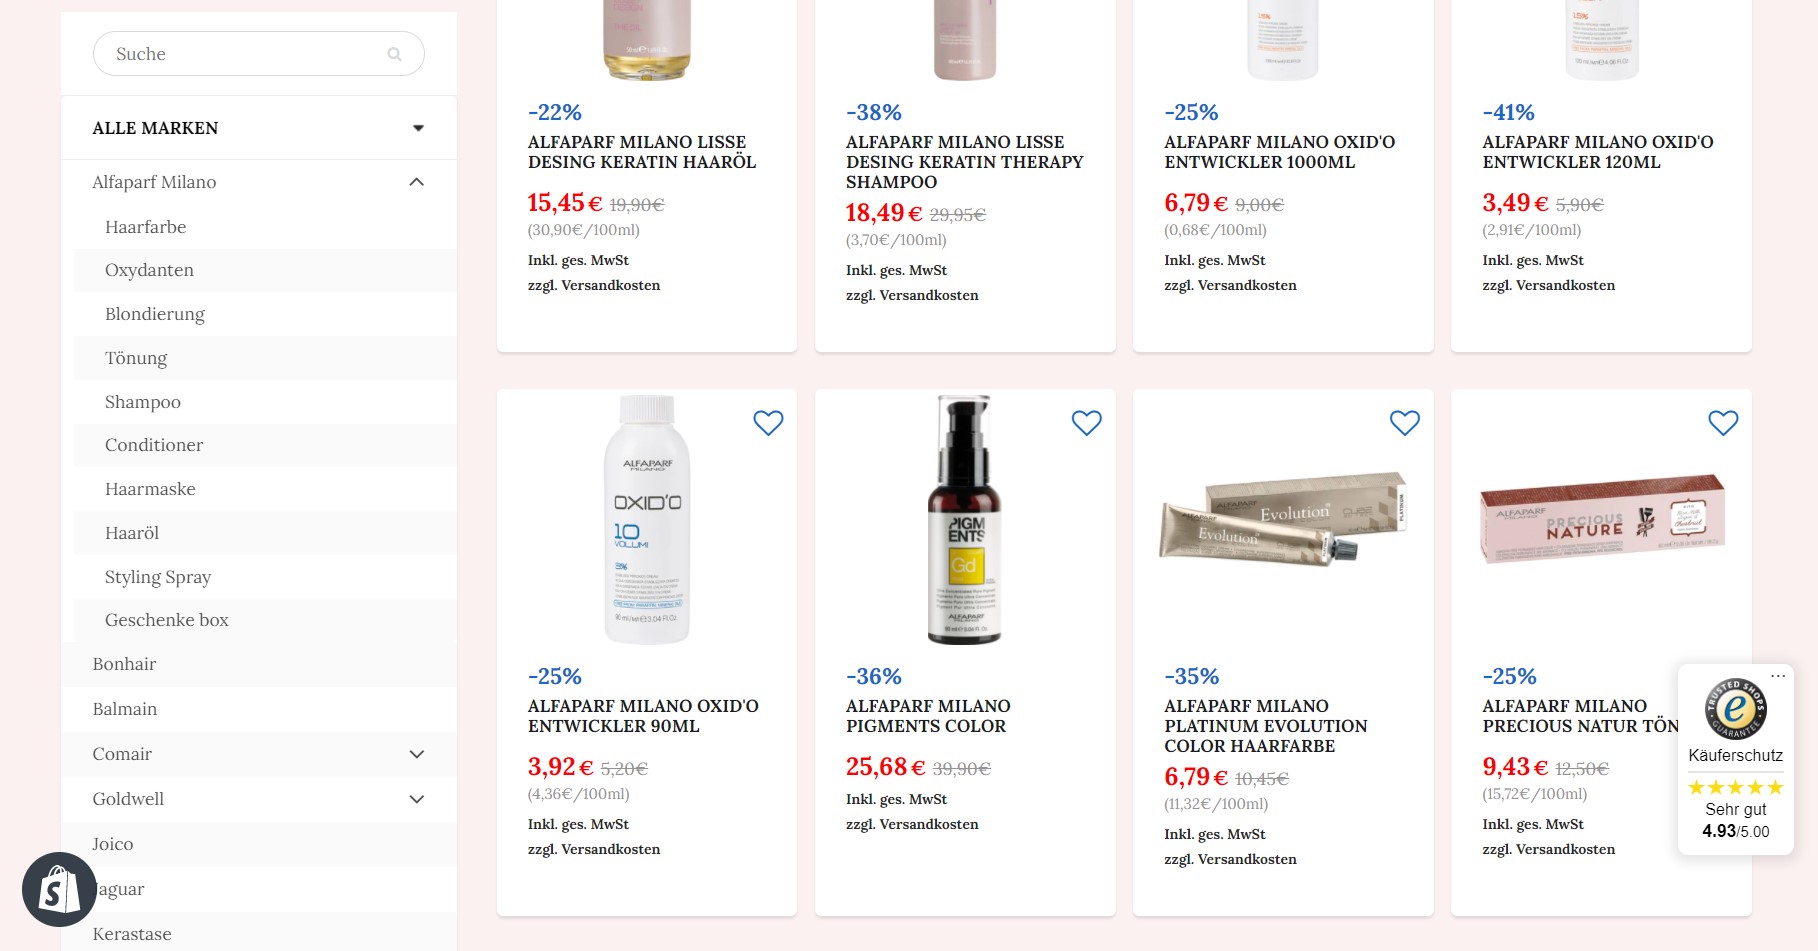 Suche
ALLE MARKEN
Alfaparf Milano
Haarfarbe
Oxydanten
Blondierung
Tönung
Shampoo
Conditioner
Haarmaske
Haaröl
Styling Spray
Geschenke box
Bonhair
Balmain
Comair
Goldwell
Joico
Jaguar
Kerastase
-22%
ALFAPARF MILANO LISSE
DESING KERATIN HAARÖL
15,45 € 19,90€
(30,90€/100ml)
Inkl. ges. MwSt
zzgl. Versandkosten
-38%
ALFAPARF MILANO LISSE
DESING KERATIN THERAPY
SHAMPOO
18,49 € 29,95€
(3,70€/100ml)
Inkl. ges. MwSt
zzgl. Versandkosten
15%
-25%
ALFAPARF MILANO OXID'O
ENTWICKLER 1000ML
6,79 € 9,00€
(0,68€/100ml)
Inkl. ges. MwSt
zzgl. Versandkosten
15%
-41%
ALFAPARF MILANO OXID'O
ENTWICKLER 120ML
3,49 € 5,90€
(2,91€/100ml)
Inkl. ges. MwSt
zzgl. Versandkosten
ALFAPARF
MILANO
OXID'O
10
VOLUMI
3%
-25%
ALFAPARF MILANO OXID'O
ENTWICKLER 90ML
3,92 € 5,20€
(4,36€/100ml)
Inkl. ges. MwSt
zzgl. Versandkosten
PIGM
ENTS
Gd
ALFAPARF
-36%
ALFAPARF MILANO
PIGMENTS COLOR
25,68 € 39,90€
Inkl. ges. MwSt
zzgl. Versandkosten
Evolution
PLATINUM
Evolution
-35%
ALFAPARF MILANO
PLATINUM EVOLUTION
COLOR HAARFARBE
6,79 € 10,45€
(11,32€/100ml)
Inkl. ges. MwSt
zzgl. Versandkosten
ALFAPARF
MILANO
PRECIOUS
NATURE
-25%
ALFAPARF MILANO
PRECIOUS NATUR TÖN
9,43 € 12,50€
(15,72€/100ml)
Inkl. ges. MwSt
zzgl. Versandkosten
TRUSTED SHOPS
GUARANTEE
Käuferschutz
Sehr gut
4.93/5.00